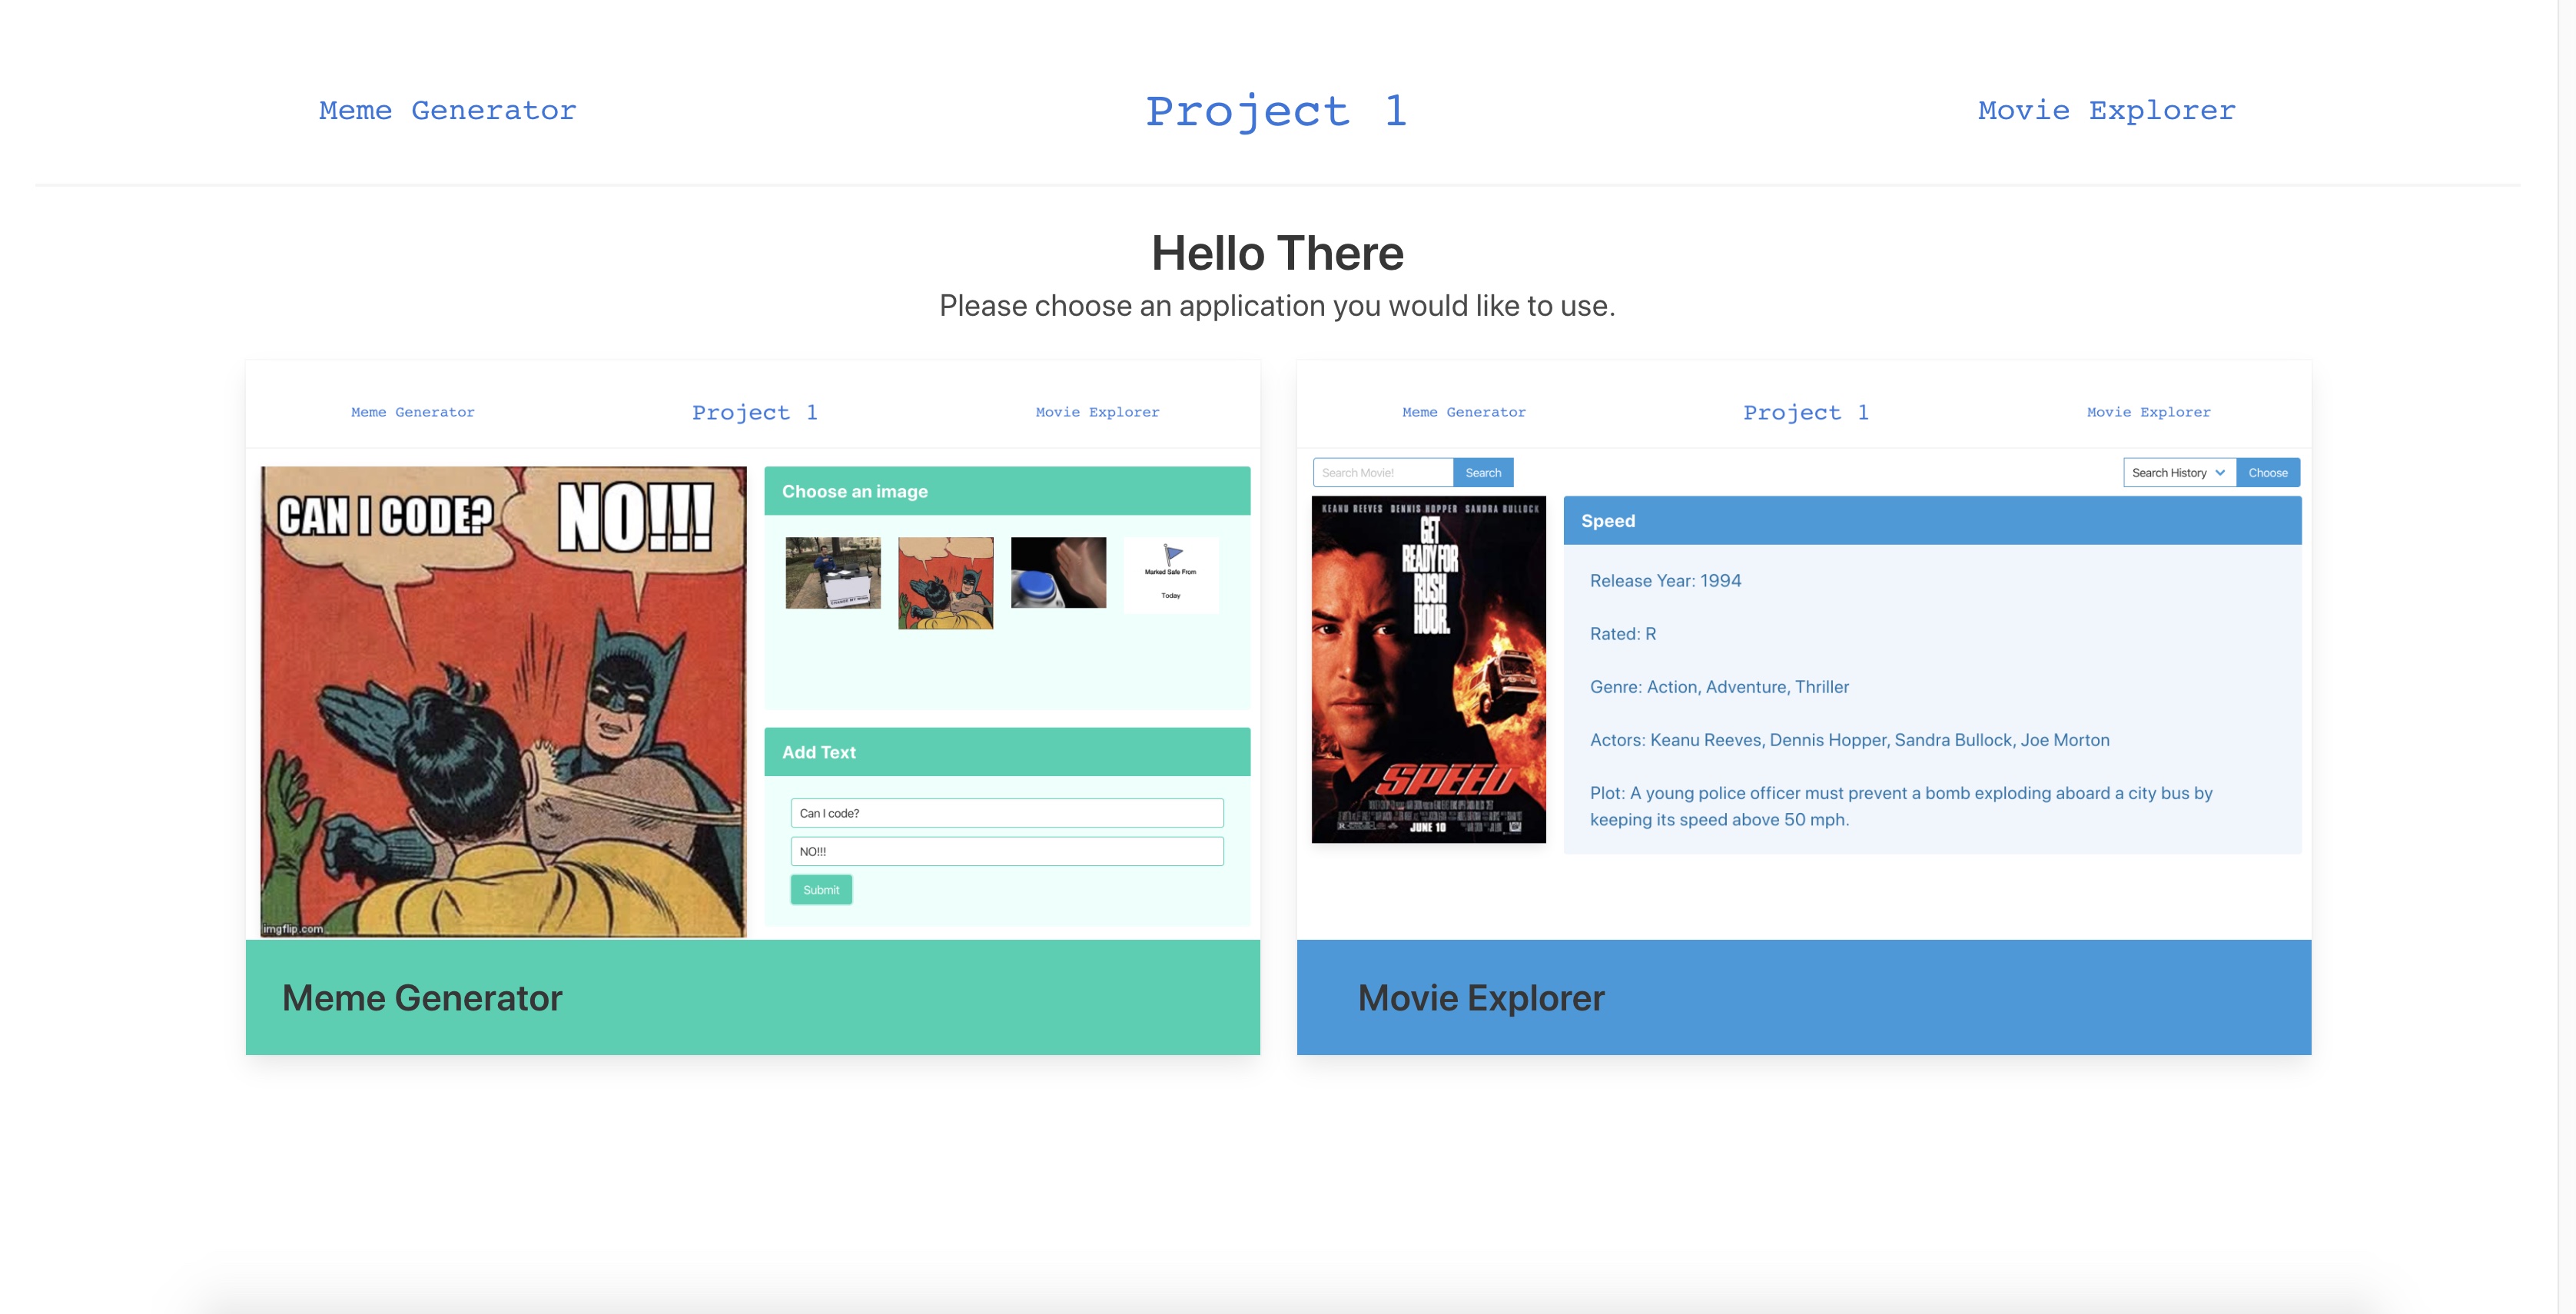 Meme Generator
Project 1
Movie Explorer
Hello There
Please choose an application you would like to use.
Meme Generator
Project 1
Movie Explorer
CAN I CODE?
NO!!!
imgflip.com
Choose an image
CHANGE MY MIND
Marked Safe From
Today
Add Text
Can I code?
NO!!!
Submit
Meme Generator
Meme Generator
Project 1
Movie Explorer
Search Movie!
Search
Search History
Choose
KEANU REEVES DENNIS HOPPER SANDRA BULLOCK
GET
READY FOR
RUSH
HOUR.
SPEED
JUNE 10
Speed
Release Year: 1994
Rated: R
Genre: Action, Adventure, Thriller
Actors: Keanu Reeves, Dennis Hopper, Sandra Bullock, Joe Morton
Plot: A young police officer must prevent a bomb exploding aboard a city bus by
keeping its speed above 50 mph.
Movie Explorer